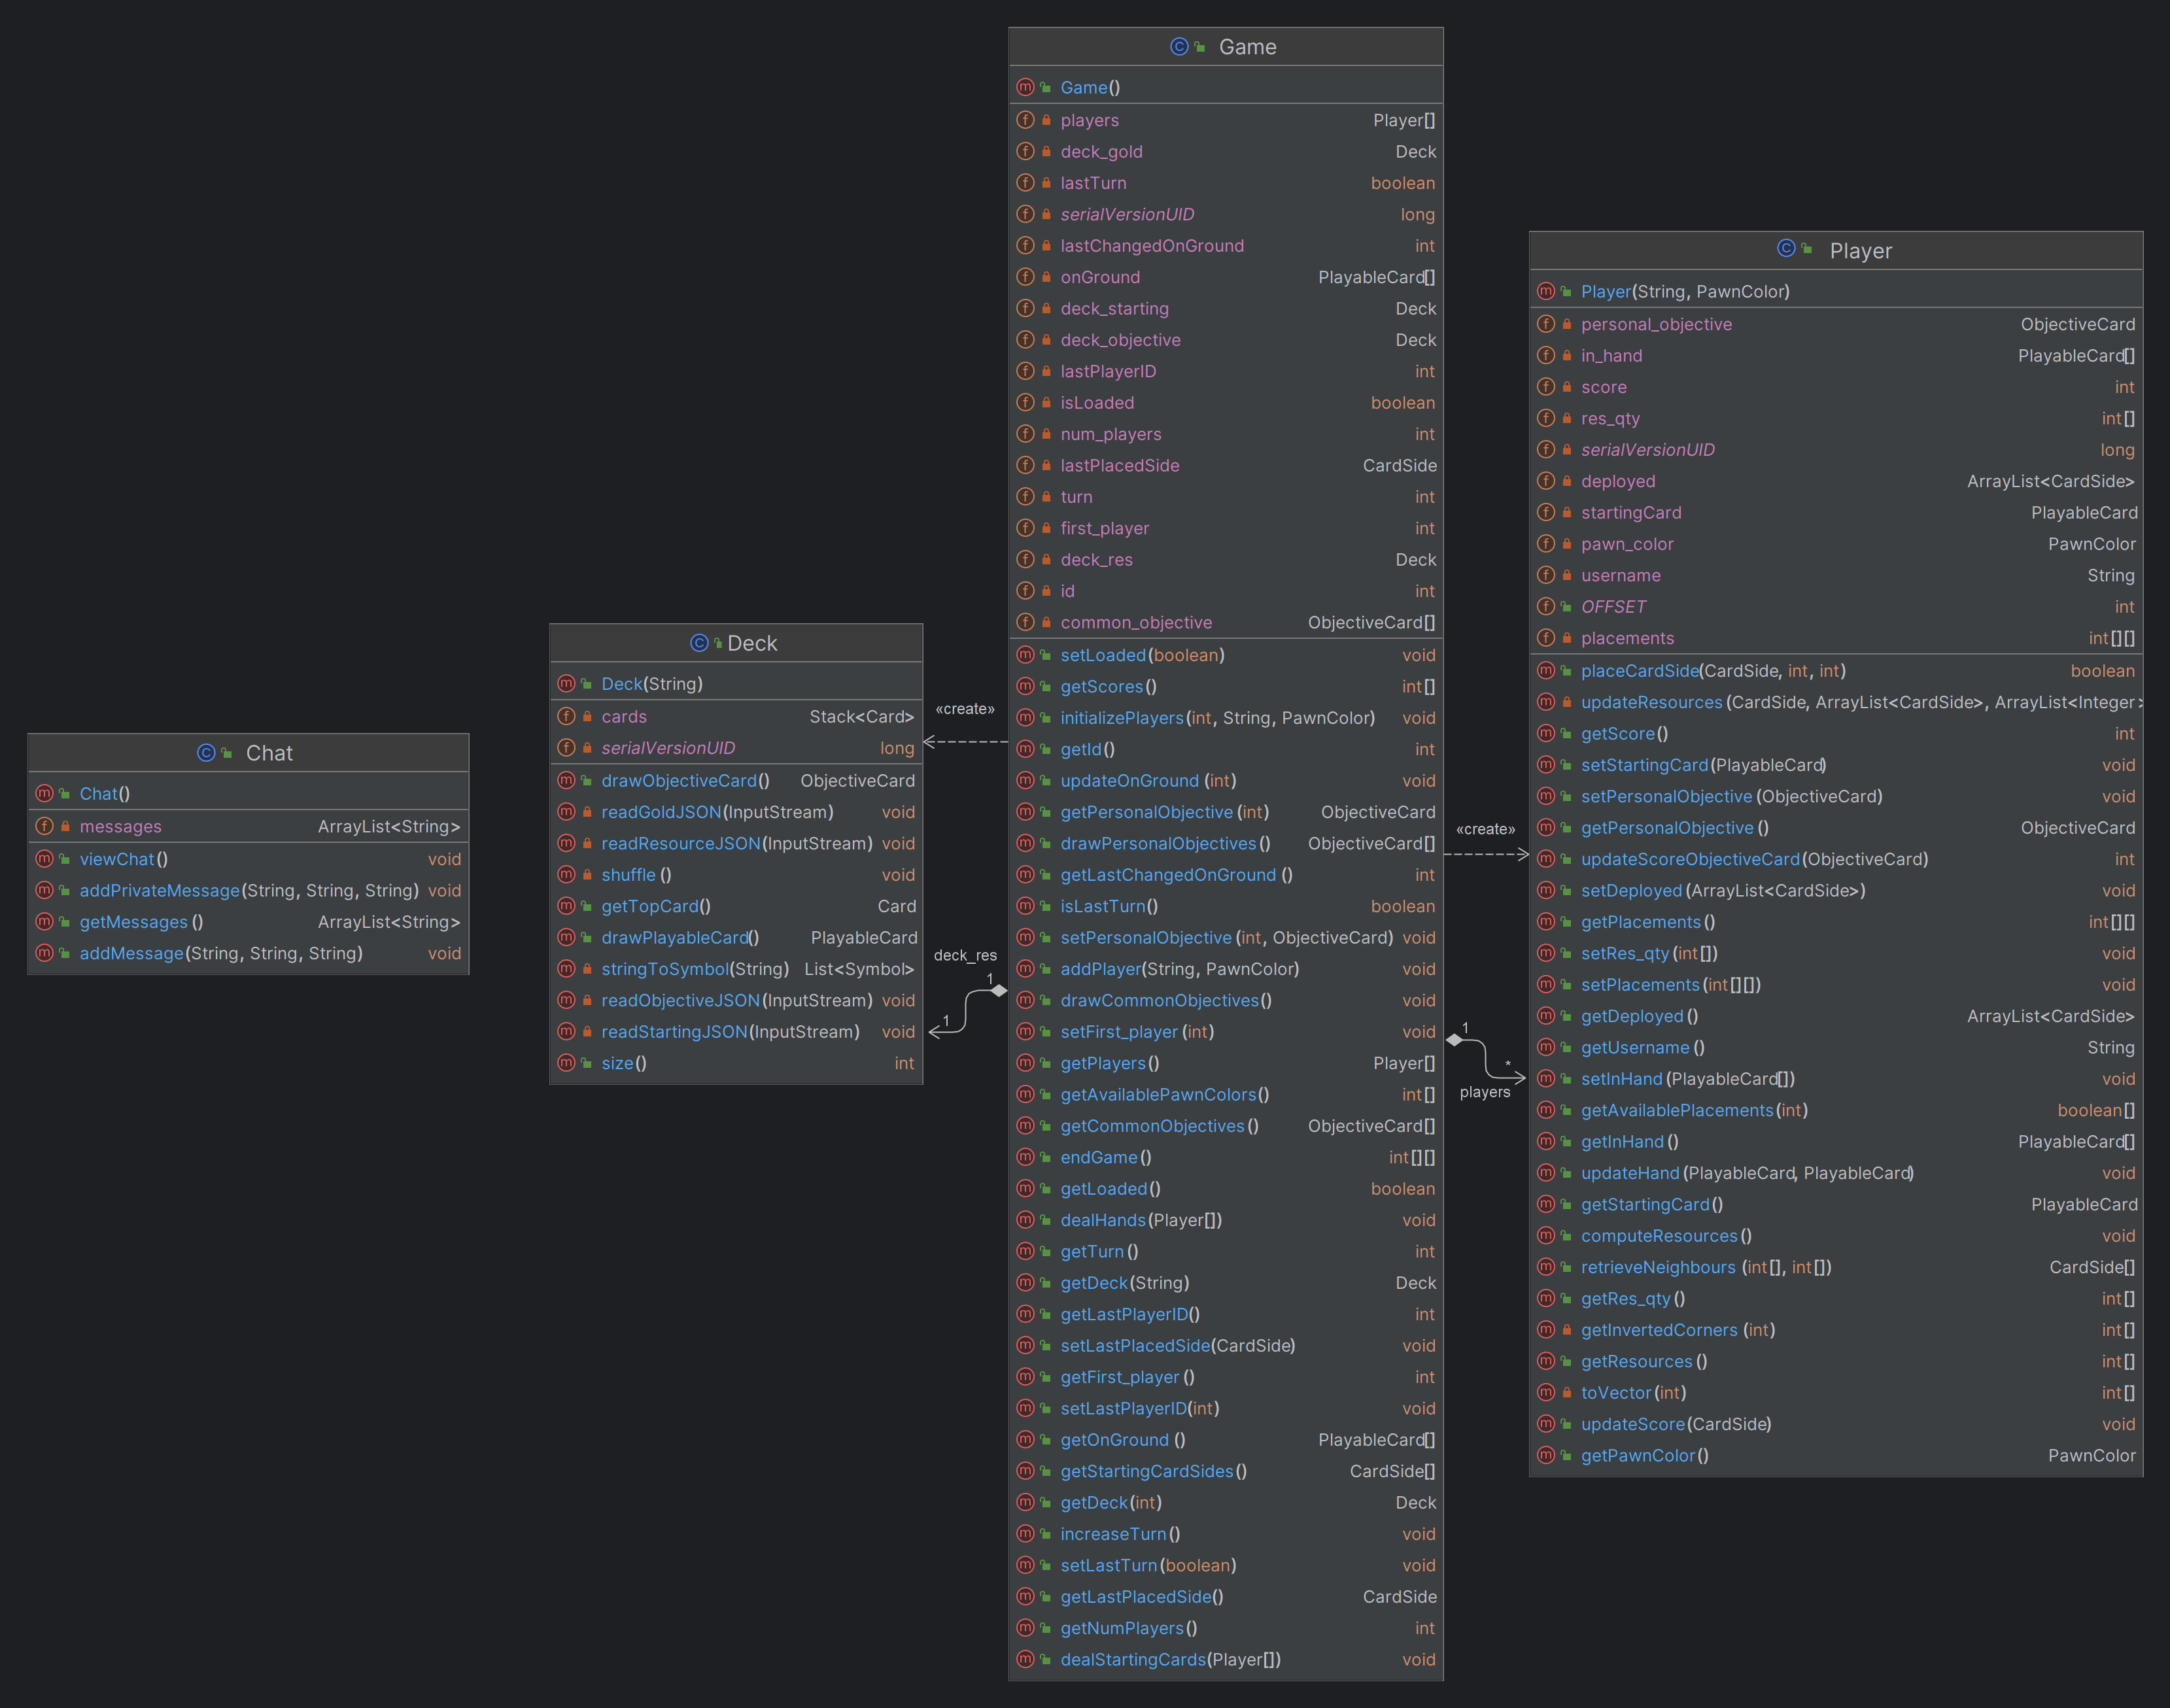 Chat
Chat()
messages ArrayList<String>
viewChat() void
addPrivateMessage(String, String, String) void
getMessages() ArrayList<String>
addMessage(String, String, String) void
Deck
Deck(String)
cards Stack<Card>
serialVersionUID long
drawObjectiveCard() ObjectiveCard
readGoldJSON(InputStream) void
readResourceJSON(InputStream) void
shuffle() void
getTopCard() Card
drawPlayableCard() PlayableCard
stringToSymbol(String) List<Symbol>
readObjectiveJSON(InputStream) void
readStartingJSON(InputStream) void
size() int
«create»
deck_res
1
1
Game
Game()
players Player[]
deck_gold Deck
lastTurn boolean
serialVersionUID long
lastChangedOnGround int
onGround PlayableCard[]
deck_starting Deck
deck_objective Deck
lastPlayerID int
isLoaded boolean
num_players int
lastPlacedSide CardSide
turn int
first_player int
deck_res Deck
id int
common_objective ObjectiveCard[]
setLoaded(boolean) void
getScores() int[]
initializePlayers(int, String, PawnColor) void
getId() int
updateOnGround(int) void
getPersonalObjective(int) ObjectiveCard
drawPersonalObjectives() ObjectiveCard[]
getLastChangedOnGround() int
isLastTurn() boolean
setPersonalObjective(int, ObjectiveCard) void
addPlayer(String, PawnColor) void
drawCommonObjectives() void
setFirst_player(int) void
getPlayers() Player[]
getAvailablePawnColors() int[]
getCommonObjectives() ObjectiveCard[]
endGame() int[][]
getLoaded() boolean
dealHands(Player[]) void
getTurn() int
getDeck(String) Deck
getLastPlayerID() int
setLastPlacedSide(CardSide) void
getFirst_player() int
setLastPlayerID(int) void
getOnGround() PlayableCard[]
getStartingCardSides() CardSide[]
getDeck(int) Deck
increaseTurn() void
setLastTurn(boolean) void
getLastPlacedSide() CardSide
getNumPlayers() int
dealStartingCards(Player[]) void
«create»
1
*
players
Player
Player(String, PawnColor)
personal_objective ObjectiveCard
in_hand PlayableCard[]
score int
res_qty int[]
serialVersionUID long
deployed ArrayList<CardSide>
startingCard PlayableCard
pawn_color PawnColor
username String
OFFSET int
placements int[][]
placeCardSide(CardSide, int, int) boolean
updateResources(CardSide, ArrayList<CardSide>, ArrayList<Integer>
getScore() int
setStartingCard(PlayableCard) void
setPersonalObjective(ObjectiveCard) void
getPersonalObjective() ObjectiveCard
updateScoreObjectiveCard(ObjectiveCard) int
setDeployed(ArrayList<CardSide>) void
getPlacements() int[][]
setRes_qty(int[]) void
setPlacements(int[][]) void
getDeployed() ArrayList<CardSide>
getUsername() String
setInHand(PlayableCard[]) void
getAvailablePlacements(int) boolean[]
getInHand() PlayableCard[]
updateHand(PlayableCard, PlayableCard) void
getStartingCard() PlayableCard
computeResources() void
retrieveNeighbours(int[], int[]) CardSide[]
getRes_qty() int[]
getInvertedCorners(int) int[]
getResources() int[]
toVector(int) int[]
updateScore(CardSide) void
getPawnColor() PawnColor